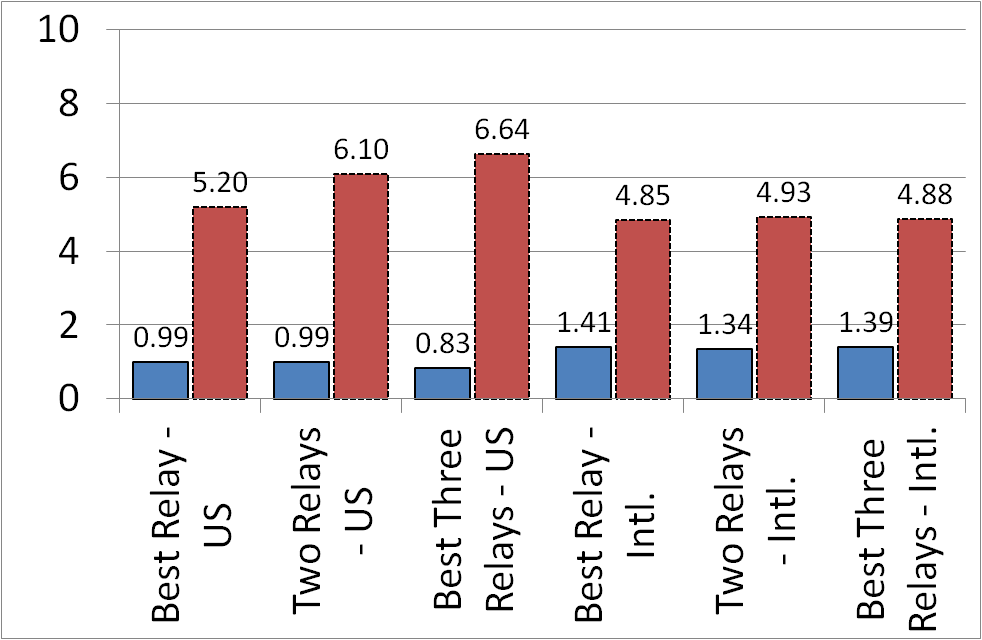 10
8
6
4
2
0
0.99
5.20
0.99
6.10
0.83
6.64
1.41
4.85
1.34
4.93
1.39
4.88
Best Relay -
US
Two Relays
- US
Best Three
Relays - US
Best Relay -
Intl.
Two Relays
- Intl.
Best Three
Relays - Intl.